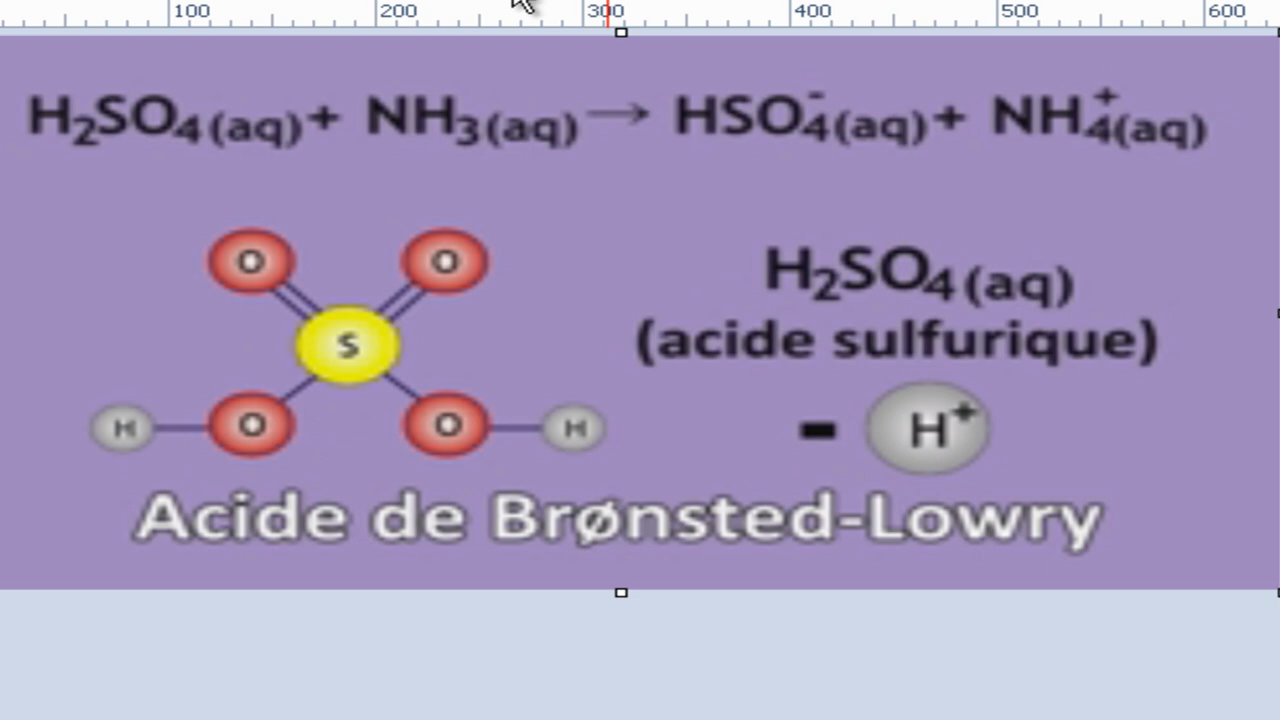 100 200 300 400 500 600
H₂SO₄(aq) + NH₃(aq) → HSO₄⁻(aq) + NH₄⁺(aq)
O O
S
H O O H
H₂SO₄(aq)
(acide sulfurique)
- H⁺
Acide de Brønsted-Lowry